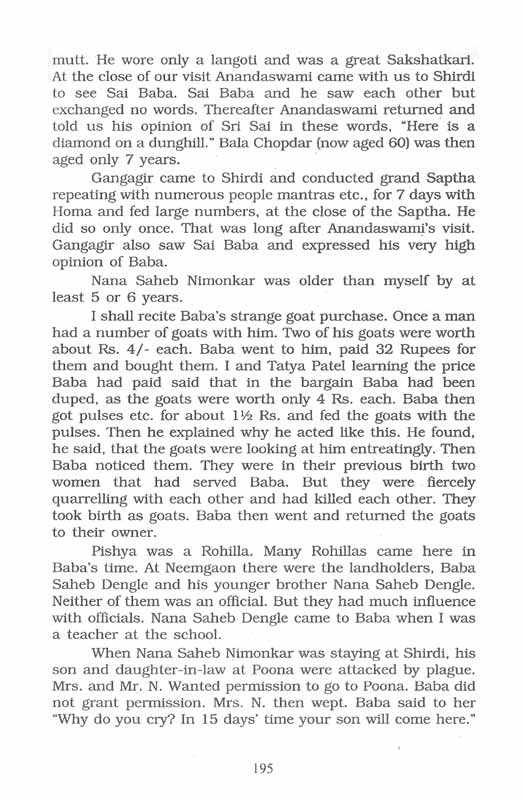 mutt. He wore only a langoti and was a great Sakshatkari.
At the close of our visit Anandaswami came with us to Shirdi
to see Sai Baba. Sai Baba and he saw each other but
exchanged no words. Thereafter Anandaswami returned and
told us his opinion of Sri Sai in these words, "Here is a
diamond on a dunghill." Bala Chopdar (now aged 60) was then
aged only 7 years.
Gangagir came to Shirdi and conducted grand Saptha
repeating with numerous people mantras etc., for 7 days with
Homa and fed large numbers, at the close of the Saptha. He
did so only once. That was long after Anandaswami's visit.
Gangagir also saw Sai Baba and expressed his very high
opinion of Baba.
Nana Saheb Nimonkar was older than myself by at
least 5 or 6 years.
I shall recite Baba's strange goat purchase. Once a man
had a number of goats with him. Two of his goats were worth
about Rs. 4/- each. Baba went to him, paid 32 Rupees for
them and bought them. I and Tatya Patel learning the price
Baba had paid said that in the bargain Baba had been
duped, as the goats were worth only 4 Rs. each. Baba then
got pulses etc. for about 1½ Rs. and fed the goats with the
pulses. Then he explained why he acted like this. He found,
he said, that the goats were looking at him entreatingly. Then
Baba noticed them. They were in their previous birth two
women that had served Baba. But they were fiercely
quarrelling with each other and had killed each other. They
took birth as goats. Baba then went and returned the goats
to their owner.
Pishya was a Rohilla. Many Rohillas came here in
Baba's time. At Neemgaon there were the landholders, Baba
Saheb Dengle and his younger brother Nana Saheb Dengle.
Neither of them was an official. But they had much influence
with officials. Nana Saheb Dengle came to Baba when I was
a teacher at the school.
When Nana Saheb Nimonkar was staying at Shirdi, his
son and daughter-in-law at Poona were attacked by plague.
Mrs. and Mr. N. Wanted permission to go to Poona. Baba did
not grant permission. Mrs. N. then wept. Baba said to her
"Why do you cry? In 15 days' time your son will come here."
195